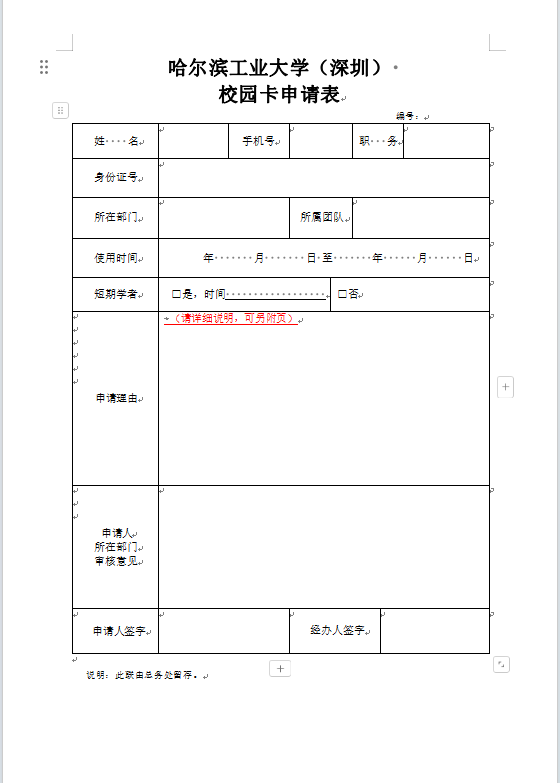 哈尔滨工业大学（深圳）
校园卡申请表
编号：
姓 名 手机号 职 务
身份证号
所在部门 所属团队
使用时间 年 月 日 至 年 月 日
短期学者 □是，时间 □否
（请详细说明，可另附页）
申请理由
申请人
所在部门
审核意见
申请人签字 经办人签字
说明：此联由总务处留存。